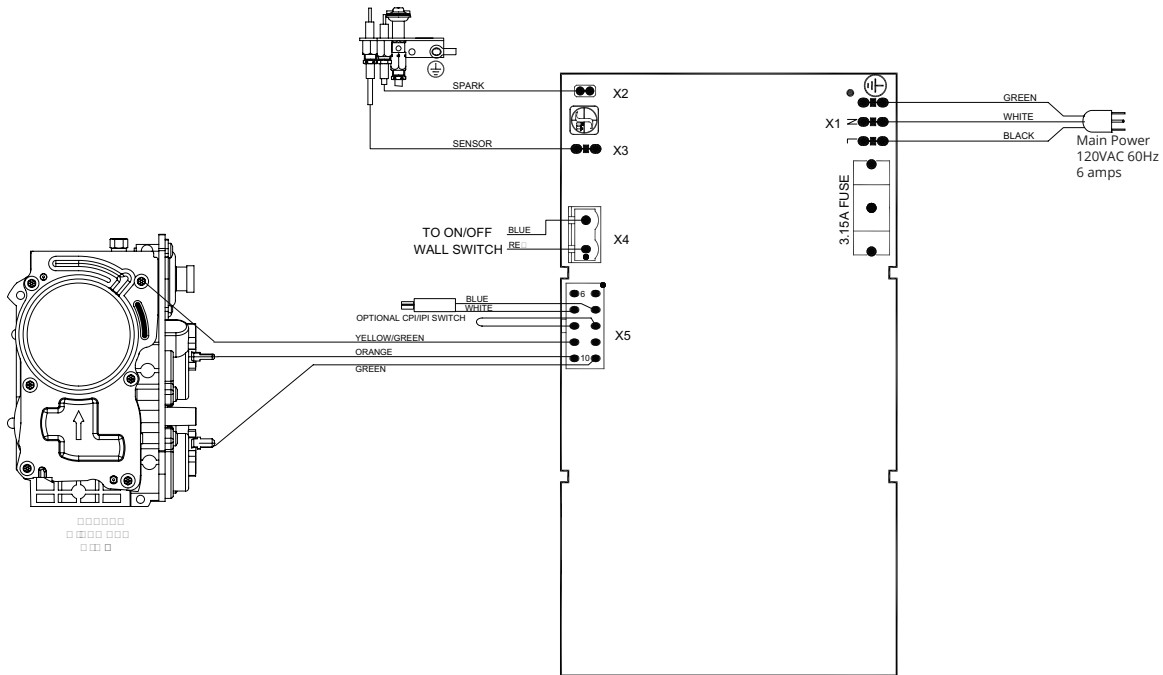 SPARK
X2
SENSOR
X3
GREEN
WHITE
BLACK
X1
N
L
Main Power
120VAC 60Hz
6 amps
3.15A FUSE
TO ON/OFF
WALL SWITCH
BLUE
X4
BLUE
WHITE
OPTIONAL CPI/IPI SWITCH
6
X5
YELLOW/GREEN
ORANGE
10
GREEN